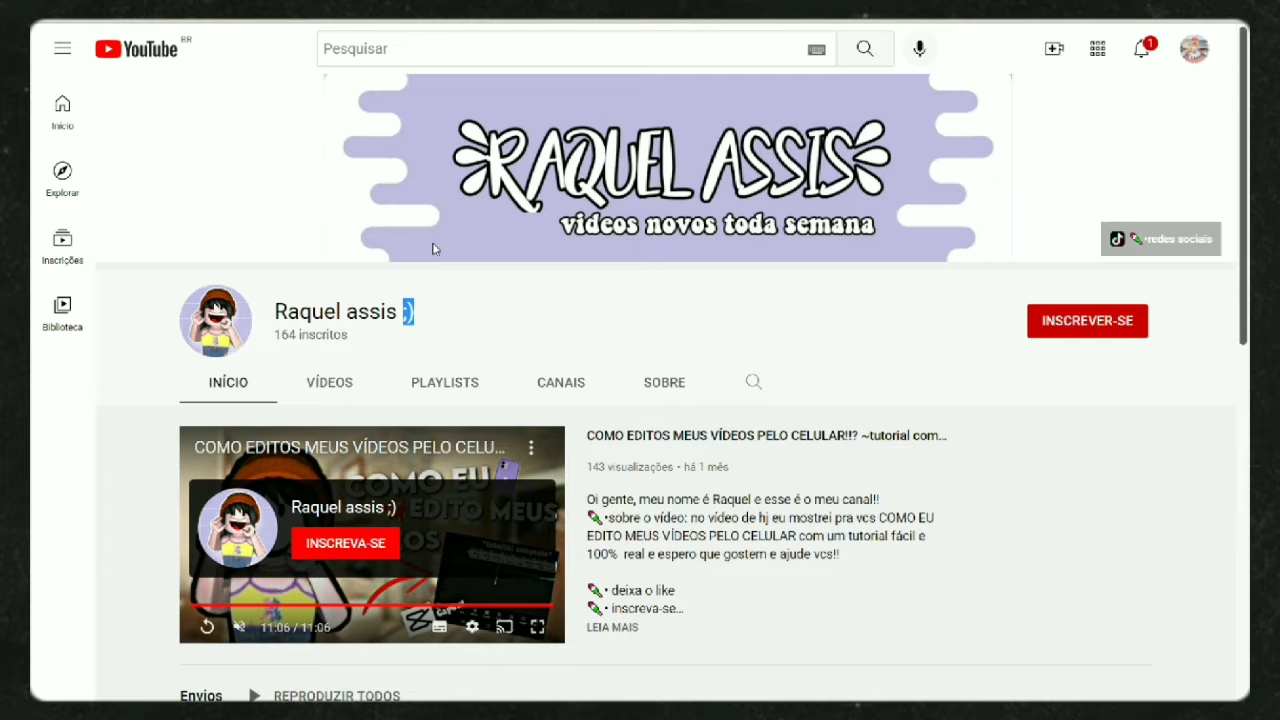 YouTube BR
Pesquisar
1
Início
Explorar
Inscrições
Biblioteca
RAQUEL ASSIS
videos novos toda semana
•redes sociais
Raquel assis ;)
164 inscritos
INSCREVER-SE
INÍCIO
VÍDEOS
PLAYLISTS
CANAIS
SOBRE
COMO EDITOS MEUS VÍDEOS PELO CELU...
COMO EU
EDITO MEUS
Raquel assis ;)
INSCREVA-SE
11:06 / 11:06
COMO EDITOS MEUS VÍDEOS PELO CELULAR!!? ~tutorial com...
143 visualizações • há 1 mês
Oi gente, meu nome é Raquel e esse é o meu canal!!
•sobre o vídeo: no vídeo de hj eu mostrei pra vcs COMO EU
EDITO MEUS VÍDEOS PELO CELULAR com um tutorial fácil e
100% real e espero que gostem e ajude vcs!!
• deixa o like
• inscreva-se...
LEIA MAIS
Envios
REPRODUZIR TODOS